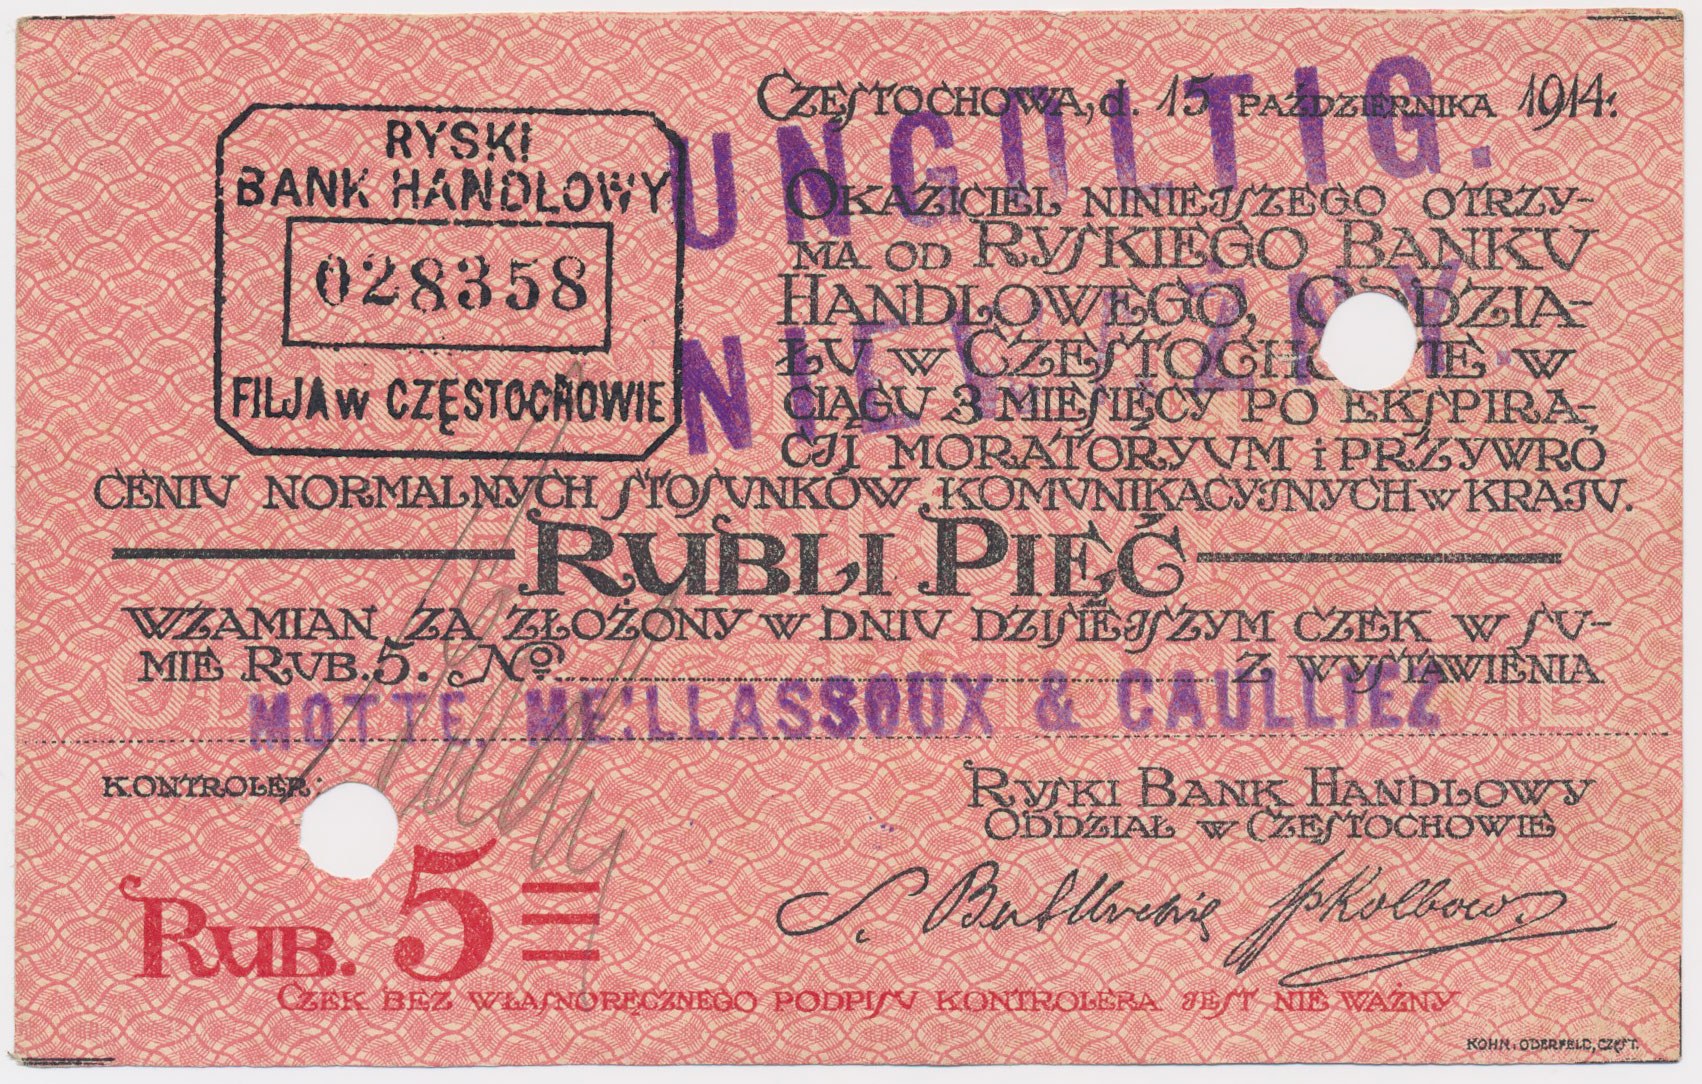 CZĘSTOCHOWA, d. 15 PAŹDZIERNIKA 1914.
RYSKI
BANK HANDLOWY
028358
FILJA w CZĘSTOCHOWIE
UNGÜLTIG.
NIEWAŻNY.
OKAZICIEL NINIEJSZEGO OTRZY-
MA OD RYSKIEGO BANKU
HANDLOWEGO, ODDZIA-
ŁU W CZĘSTOCHOWIE W
CIĄGU 3 MIESIĘCY PO EKSPIRA-
CJI MORATORYUM i PRZYWRÓ
CENIU NORMALNYCH STOSUNKÓW KOMUNIKACYJNYCH W KRAJU.
RUBLI PIĘĆ
WZAMIAN ZA ZŁOŻONY W DNIU DZISIEJSZYM CZEK W SU-
MIE RUB. 5. No Z WYSTAWIENIA
MOTTE, MEILLASSOUX & CAULLIEZ
KONTROLER:
RYSKI BANK HANDLOWY
ODDZIAŁ W CZĘSTOCHOWIE
RUB. 5
CZEK BEZ WŁASNORĘCZNEGO PODPISU KONTROLERA JEST NIE WAŻNY
KOHN i ODERFELD, CZĘST.